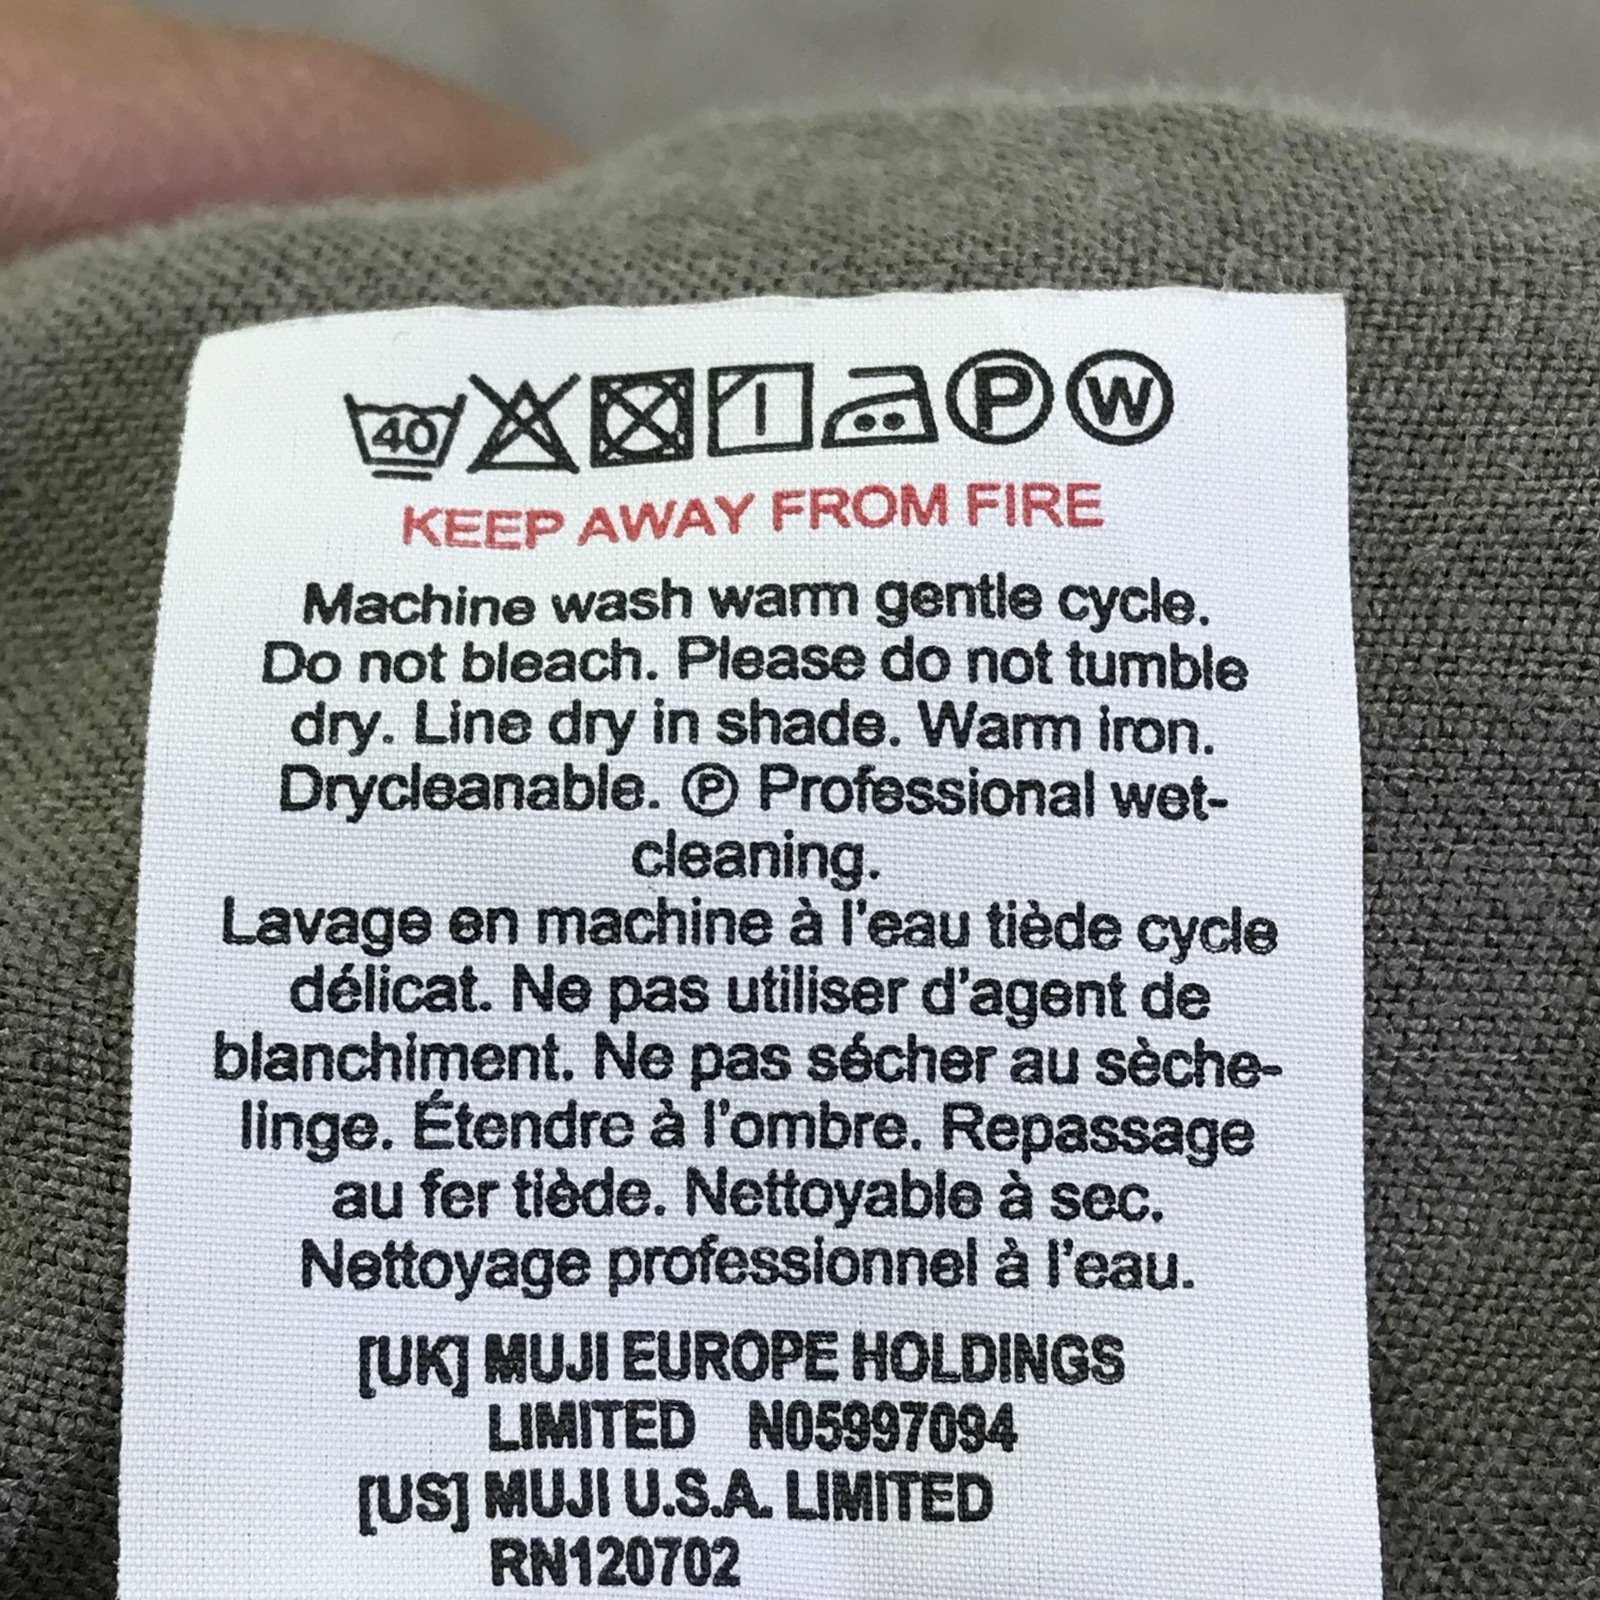 40 P W
KEEP AWAY FROM FIRE
Machine wash warm gentle cycle.
Do not bleach. Please do not tumble
dry. Line dry in shade. Warm iron.
Drycleanable. Ⓟ Professional wet-
cleaning.
Lavage en machine à l'eau tiède cycle
délicat. Ne pas utiliser d'agent de
blanchiment. Ne pas sécher au sèche-
linge. Étendre à l'ombre. Repassage
au fer tiède. Nettoyable à sec.
Nettoyage professionnel à l'eau.
[UK] MUJI EUROPE HOLDINGS
LIMITED N05997094
[US] MUJI U.S.A. LIMITED
RN120702